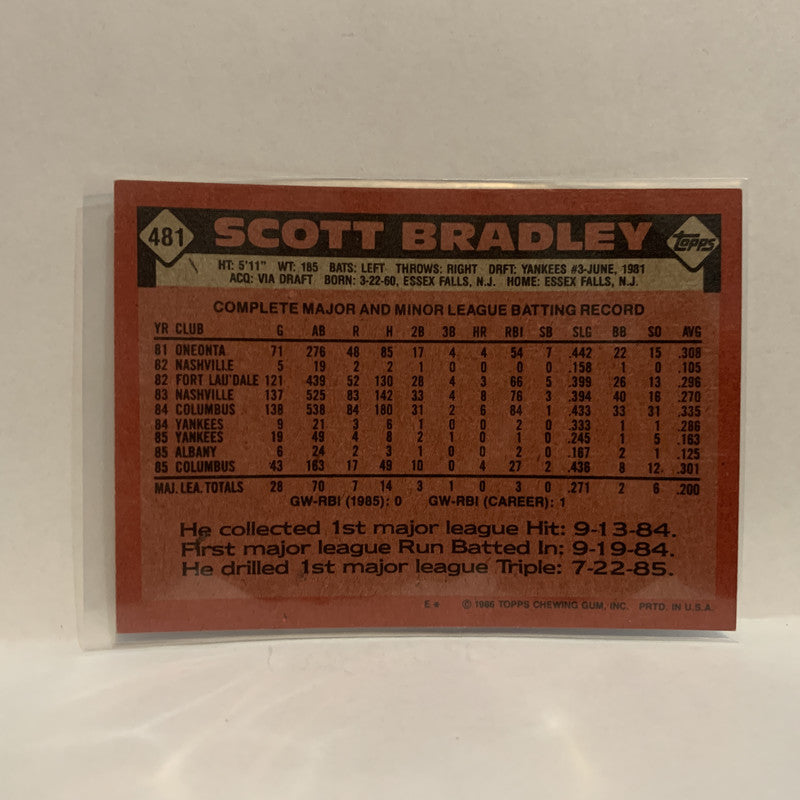 481 SCOTT BRADLEY Topps
HT: 5'11" WT: 185 BATS: LEFT THROWS: RIGHT DRFT: YANKEES #3-JUNE, 1981
ACQ: VIA DRAFT BORN: 3-22-60, ESSEX FALLS, N.J. HOME: ESSEX FALLS, N.J.
COMPLETE MAJOR AND MINOR LEAGUE BATTING RECORD
YR CLUB G AB R H 2B 3B HR RBI SB SLG BB SO AVG
81 ONEONTA 71 276 48 85 17 4 4 54 7 .442 22 15 .308
82 NASHVILLE 5 19 2 2 1 0 0 0 0 .158 1 0 .105
82 FORT LAU'DALE 121 439 52 130 28 4 3 66 5 .399 26 13 .296
83 NASHVILLE 137 525 83 142 33 4 8 76 3 .394 40 16 .270
84 COLUMBUS 138 538 84 180 31 2 6 84 1 .433 33 31 .335
84 YANKEES 9 21 3 6 1 0 0 2 0 .333 1 1 .286
85 YANKEES 19 49 4 8 2 1 0 1 0 .245 1 5 .163
85 ALBANY 6 24 2 3 1 0 0 2 0 .167 2 1 .125
85 COLUMBUS 43 163 17 49 10 0 4 27 2 .436 8 12 .301
MAJ. LEA. TOTALS 28 70 7 14 3 1 0 3 0 .271 2 6 .200
GW-RBI (1985): 0 GW-RBI (CAREER): 1
He collected 1st major league Hit: 9-13-84.
First major league Run Batted In: 9-19-84.
He drilled 1st major league Triple: 7-22-85.
E* © 1986 TOPPS CHEWING GUM, INC. PRTD. IN U.S.A.